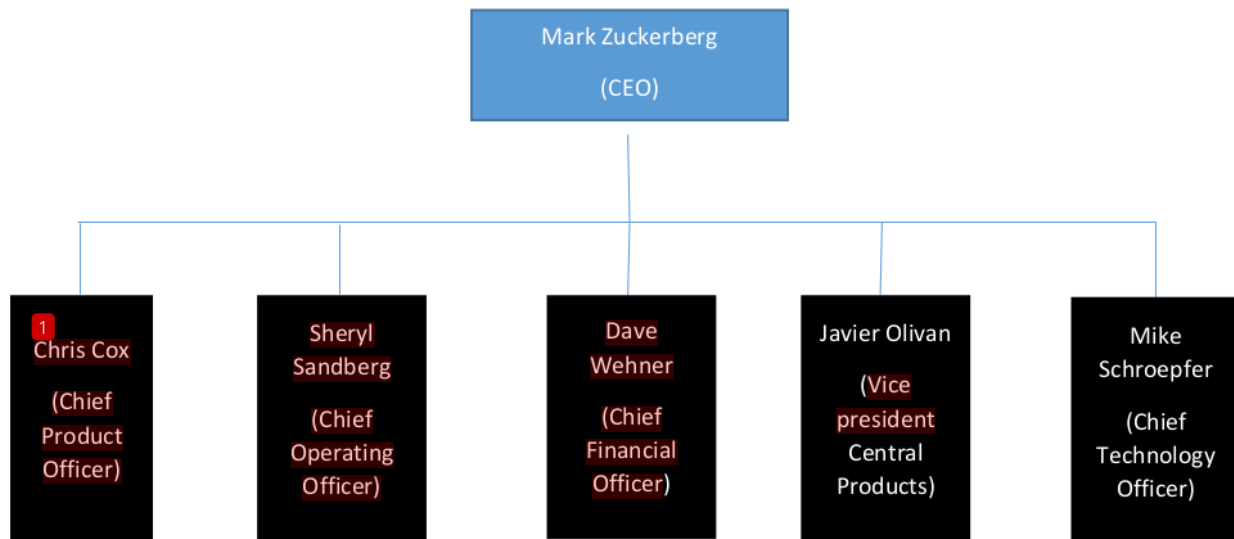 Mark Zuckerberg
(CEO)
1
Chris Cox
(Chief
Product
Officer)
Sheryl
Sandberg
(Chief
Operating
Officer)
Dave
Wehner
(Chief
Financial
Officer)
Javier Olivan
(Vice
president
Central
Products)
Mike
Schroepfer
(Chief
Technology
Officer)